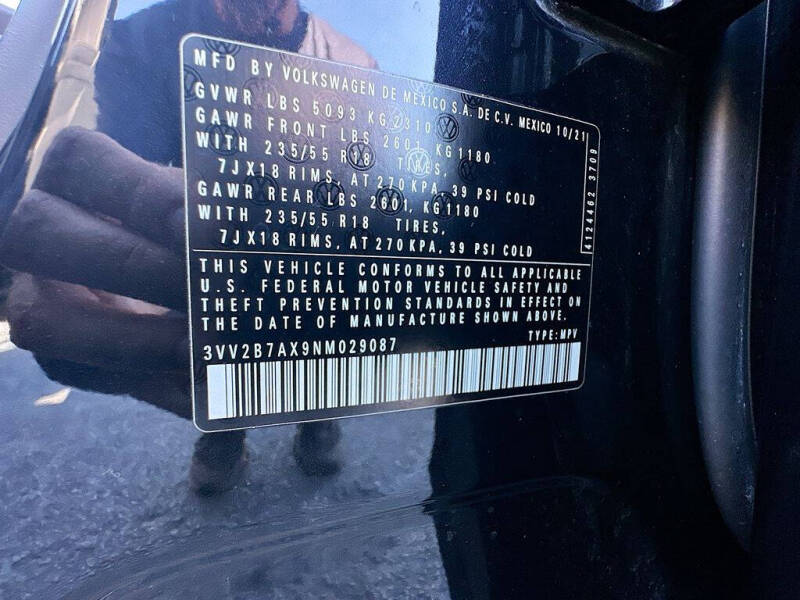 MFD BY VOLKSWAGEN DE MEXICO S.A. DE C.V. MEXICO 10/21
GVWR LBS 5093 KG 2310
GAWR FRONT LBS 2601, KG 1180
WITH 235/55 R18 TIRES,
7JX18 RIMS, AT 270 KPA, 39 PSI COLD
GAWR REAR LBS 2601, KG 1180
WITH 235/55 R18 TIRES,
7JX18 RIMS, AT 270 KPA, 39 PSI COLD
4124462 3709
THIS VEHICLE CONFORMS TO ALL APPLICABLE
U.S. FEDERAL MOTOR VEHICLE SAFETY AND
THEFT PREVENTION STANDARDS IN EFFECT ON
THE DATE OF MANUFACTURE SHOWN ABOVE.
3VV2B7AX9NM029087 TYPE: MPV